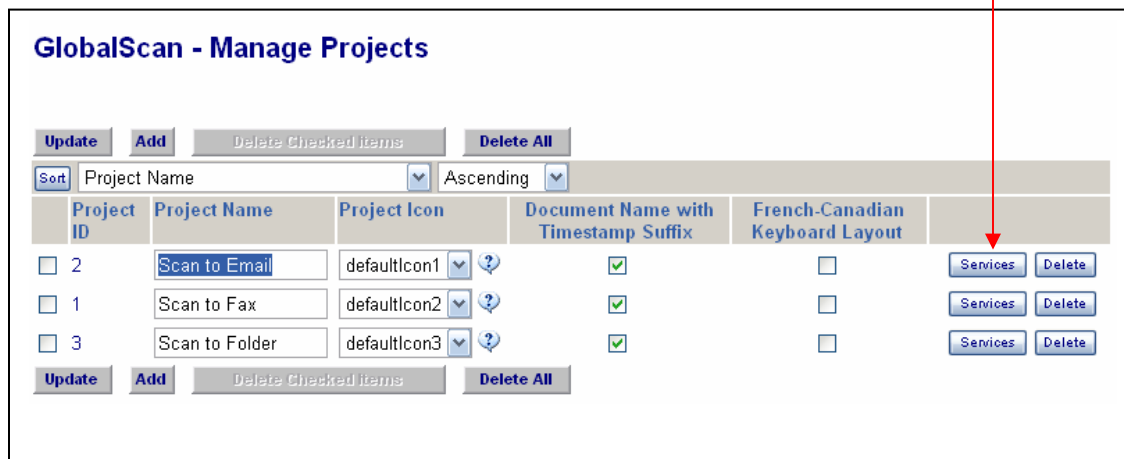 GlobalScan - Manage Projects
Update Add Delete Checked Items Delete All
Sort Project Name Ascending
Project ID Project Name Project Icon Document Name with Timestamp Suffix French-Canadian Keyboard Layout
2 Scan to Email defaultIcon1 ? Services Delete
1 Scan to Fax defaultIcon2 ? Services Delete
3 Scan to Folder defaultIcon3 ? Services Delete
Update Add Delete Checked Items Delete All